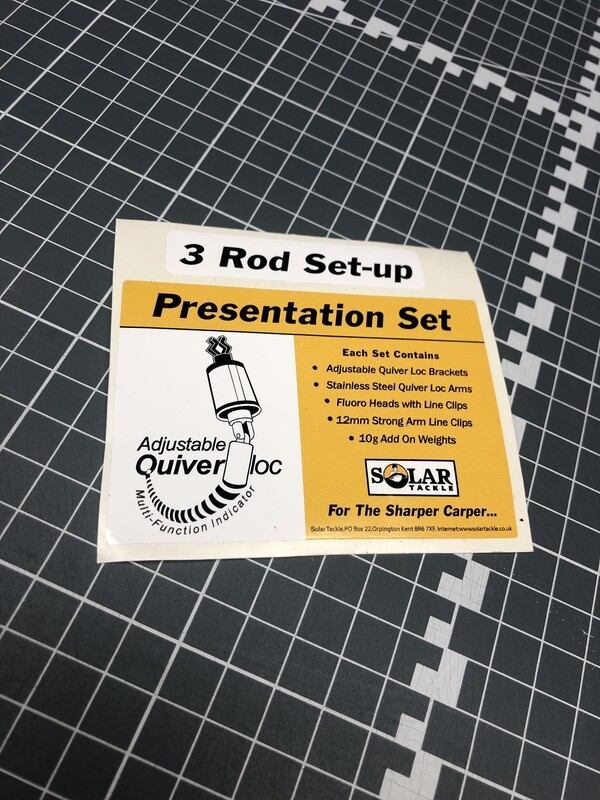 3 Rod Set-up
Presentation Set
Adjustable
Quiver loc
Multi-Function Indicator
Each Set Contains
• Adjustable Quiver Loc Brackets
• Stainless Steel Quiver Loc Arms
• Fluoro Heads with Line Clips
• 12mm Strong Arm Line Clips
• 10g Add On Weights
SOLAR
TACKLE
For The Sharper Carper...
Solar Tackle,PO Box 22,Orpington Kent BR6 7XF. Internet:www.solartackle.co.uk